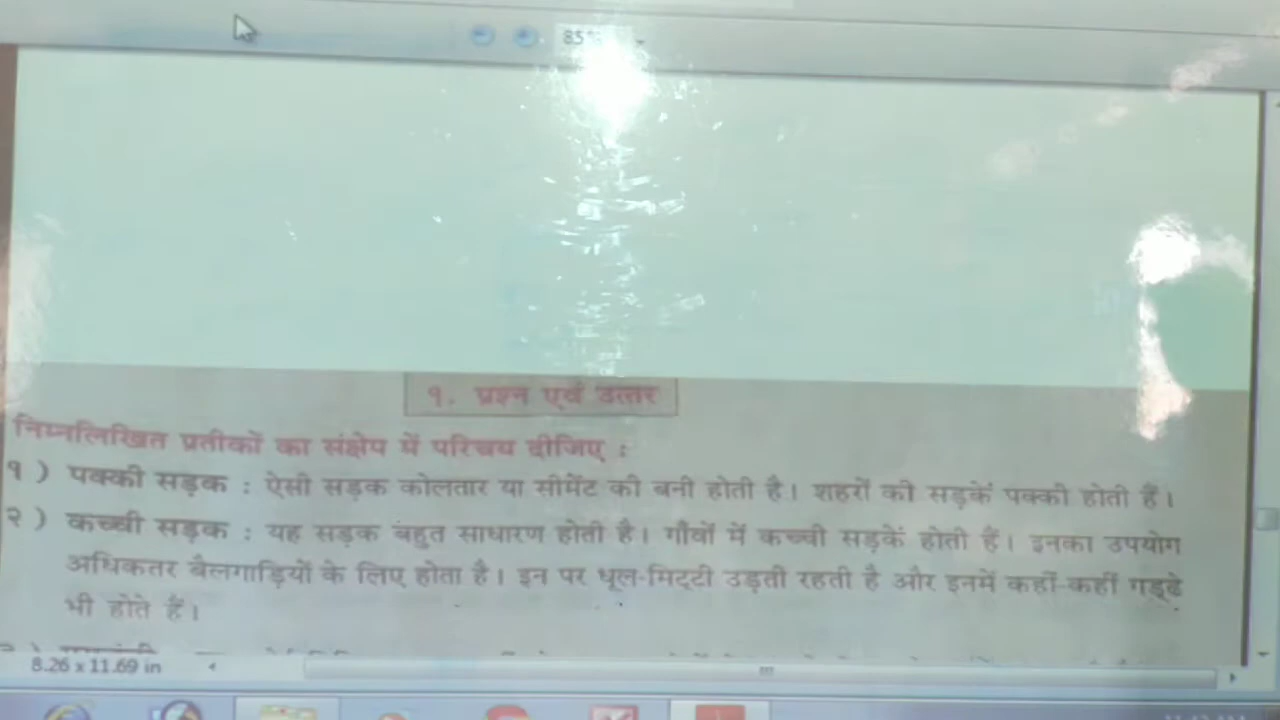 85%
१. प्रश्न एवं उत्तर
निम्नलिखित प्रतीकों का संक्षेप में परिचय दीजिए :
१ ) पक्की सड़क : ऐसी सड़क कोलतार या सीमेंट की बनी होती है। शहरों की सड़कें पक्की होती हैं।
२ ) कच्ची सड़क : यह सड़क बहुत साधारण होती है। गाँवों में कच्ची सड़कें होती हैं। इनका उपयोग
अधिकतर बैलगाड़ियों के लिए होता है। इन पर धूल-मिट्टी उड़ती रहती है और इनमें कहीं-कहीं गड्ढे
भी होते हैं।
8.26 x 11.69 in